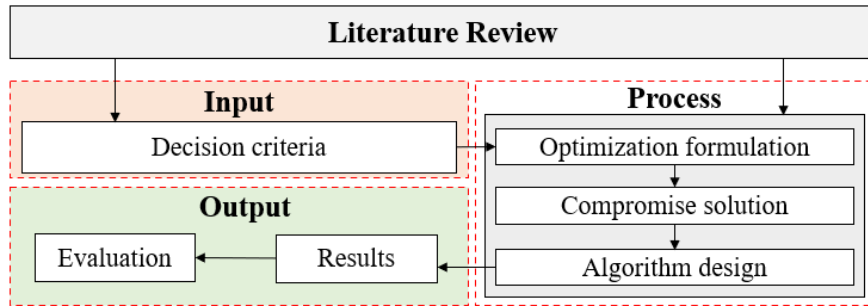 Literature Review
Input
Decision criteria
Process
Optimization formulation
Compromise solution
Algorithm design
Output
Results
Evaluation